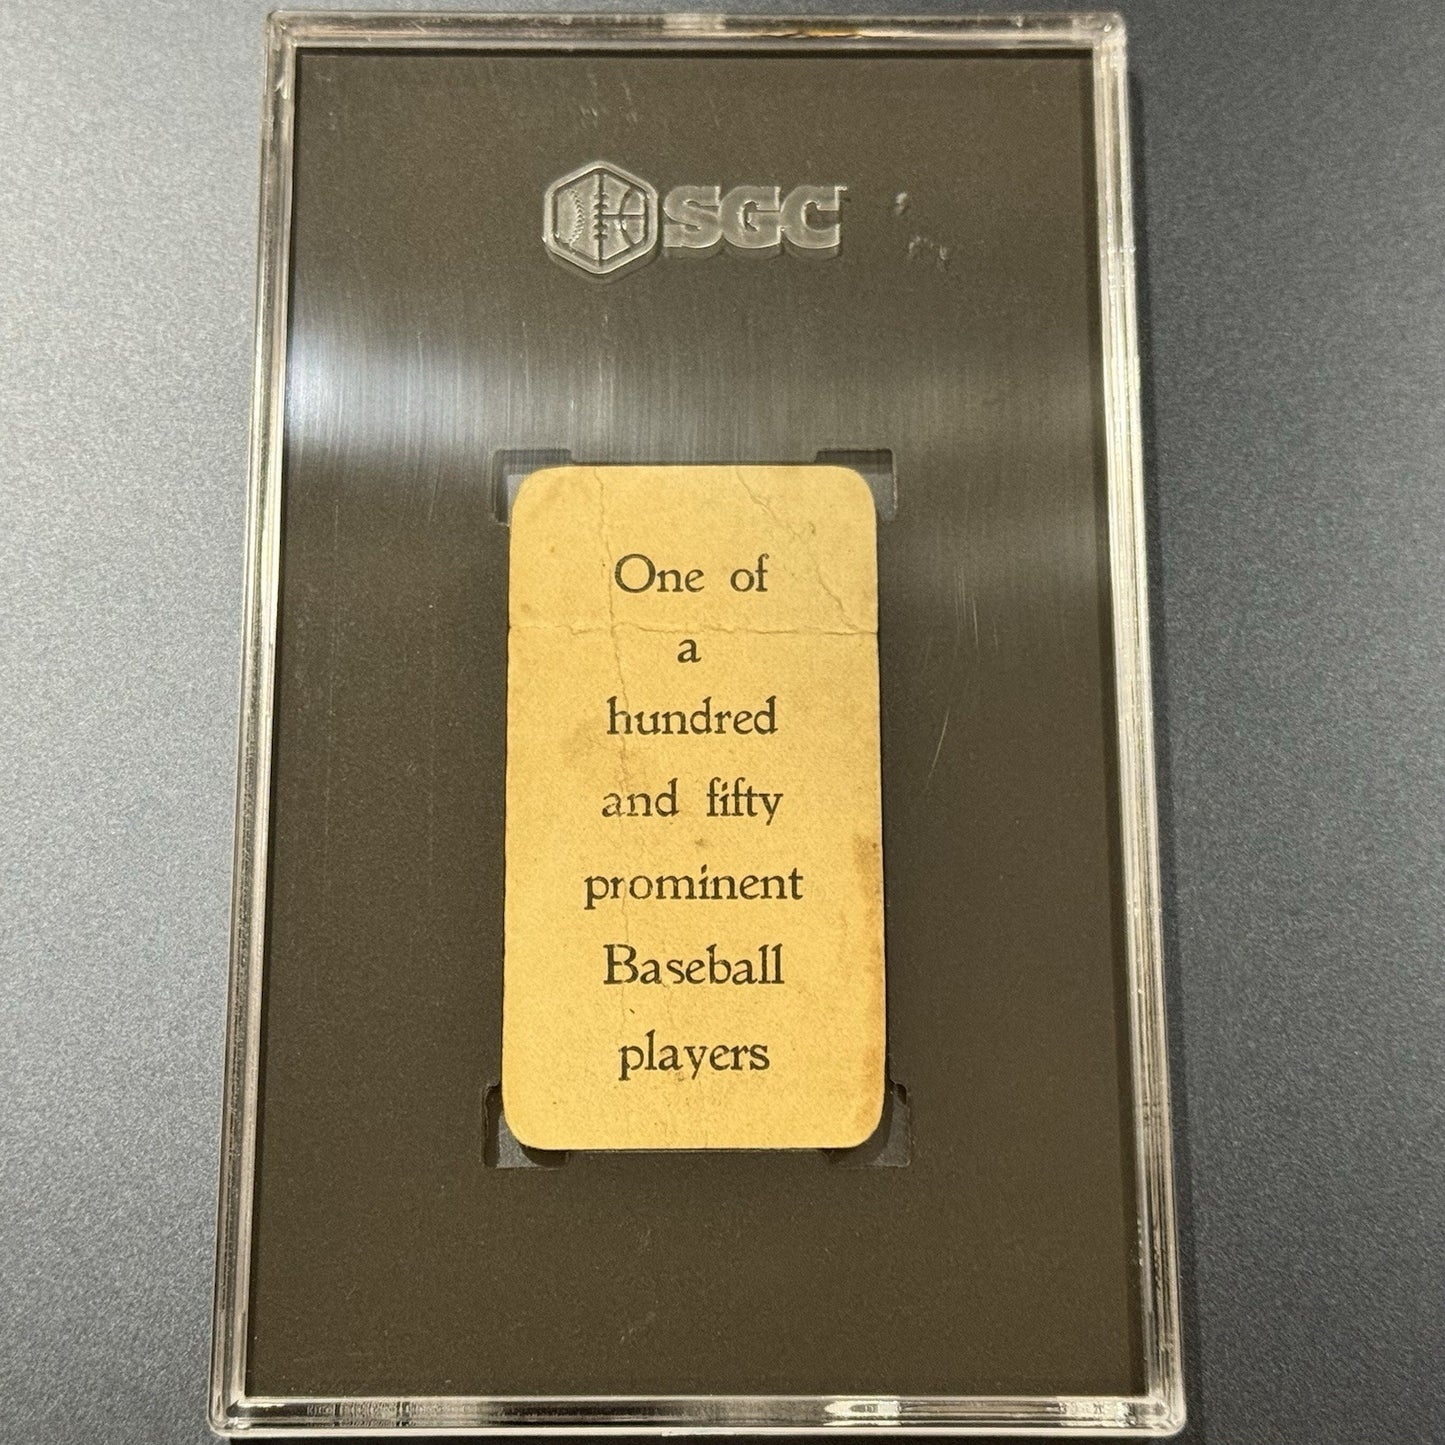 SGC
One of
a
hundred
and fifty
prominent
Baseball
players